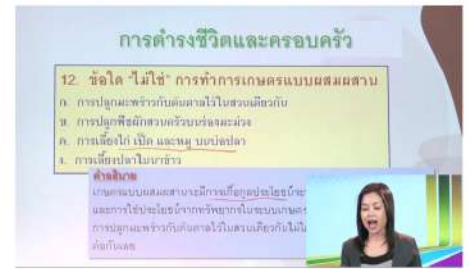 การดำรงชีวิตและครอบครัว
12. ข้อใด "ไม่ใช่" การทำการเกษตรแบบผสมผสาน
ก. การปลูกมะพร้าวกับต้นตาลไว้ในสวนเดียวกัน
ข. การปลูกพืชผักสวนครัวบนร่องมะม่วง
ค. การเลี้ยงไก่ เป็ด และหมู บนบ่อปลา
ง. การเลี้ยงปลาในนาข้าว
คำอธิบาย
เกษตรแบบผสมผสานจะมีการเกื้อกูลประโยชน์
และการใช้ประโยชน์จากทรัพยากรในระบบเกษตร
การปลูกมะพร้าวกับต้นตาลไว้ในสวนเดียวกันไม่
ต่อกันเลย